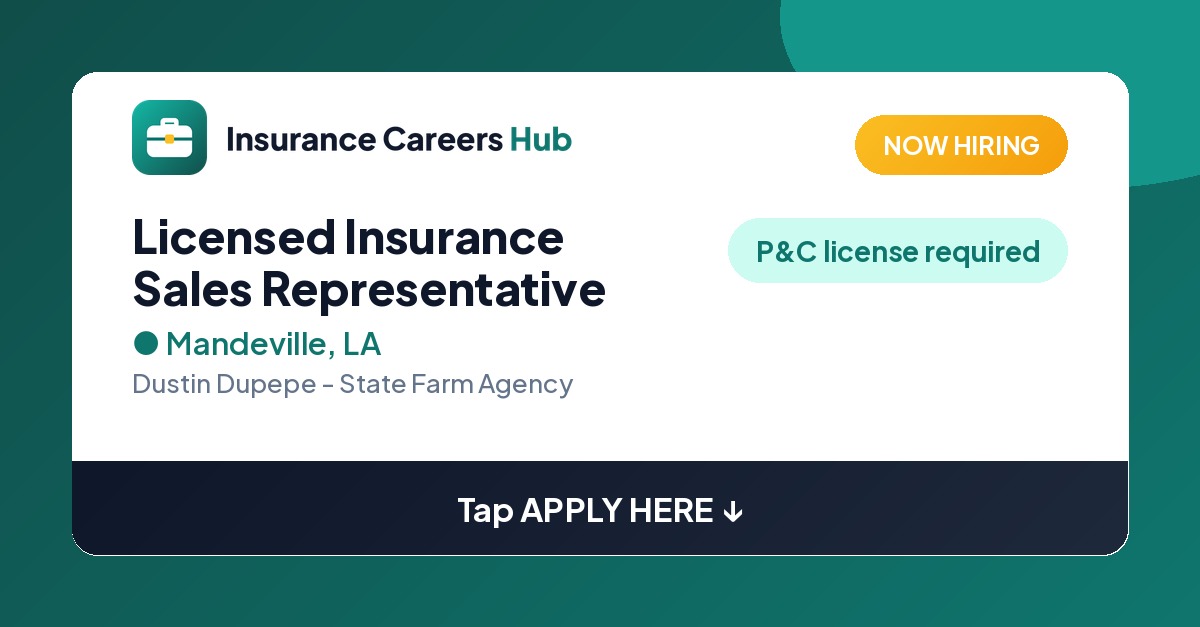 Insurance Careers Hub
NOW HIRING
Licensed Insurance
Sales Representative
P&C license required
Mandeville, LA
Dustin Dupepe – State Farm Agency
Tap APPLY HERE ↓